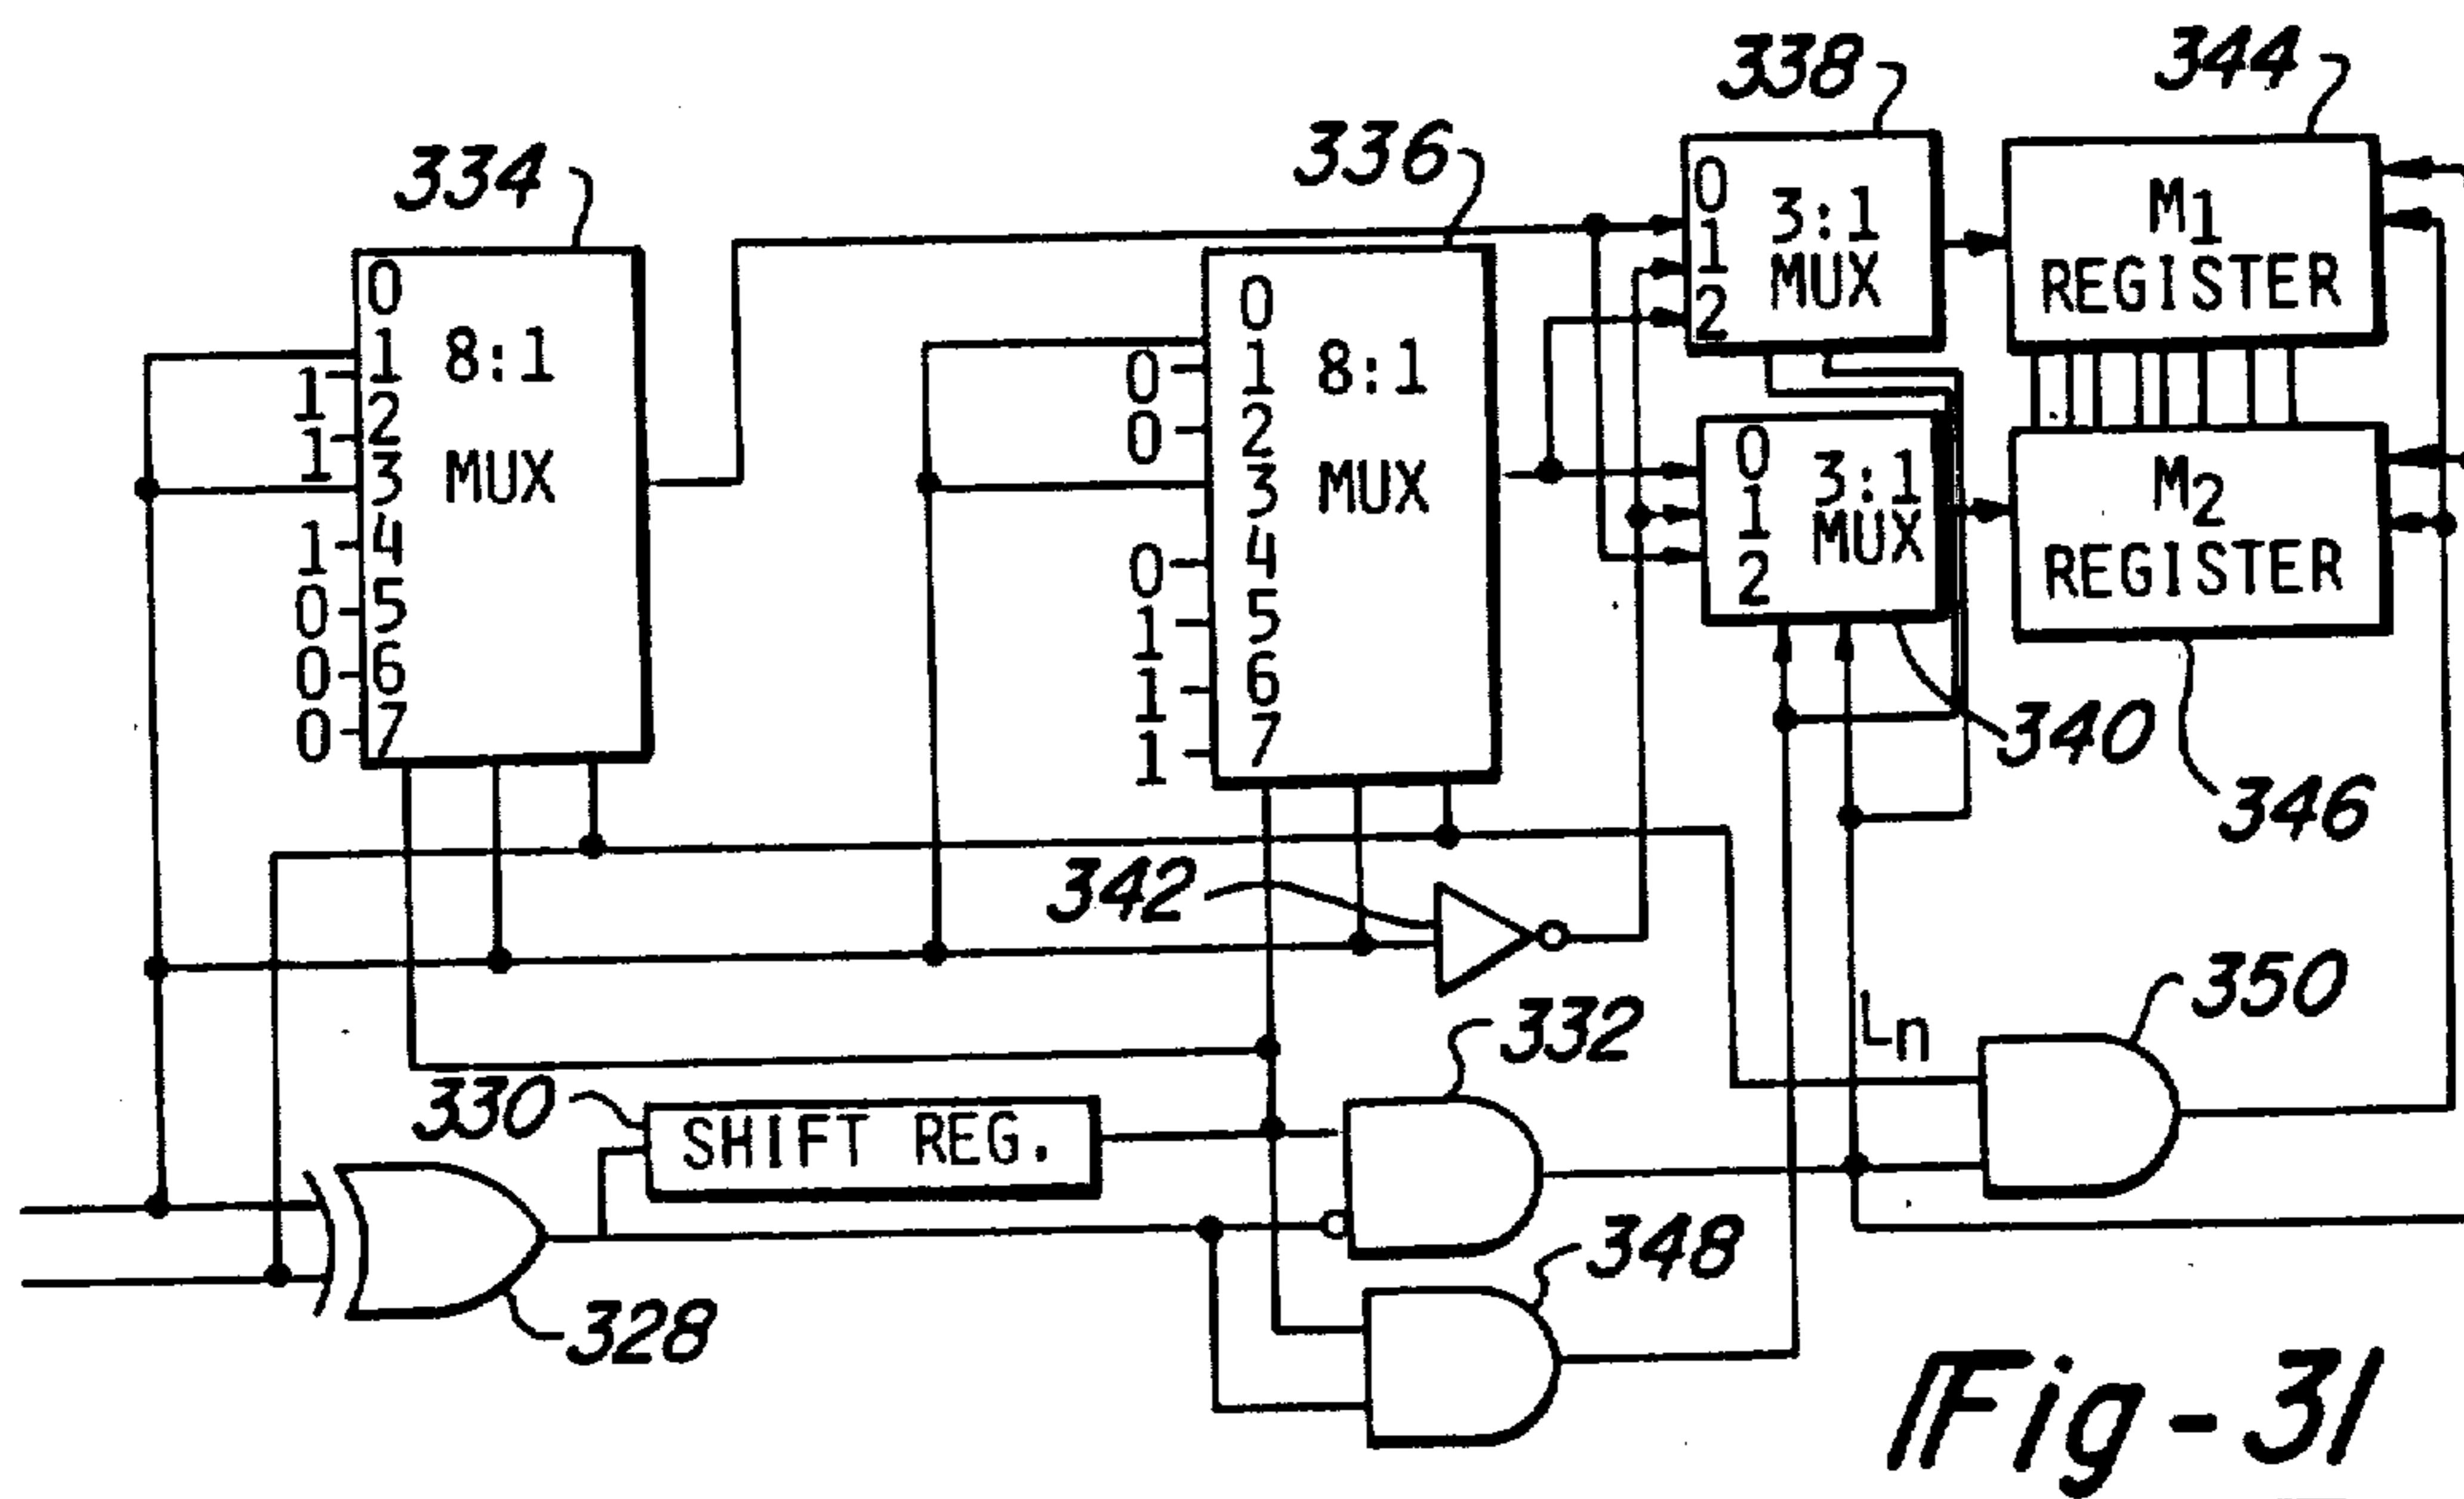 334
0
1 1 8:1
1 2
3 MUX
1 4
0 5
0 6
0 7
336
0
0 1 8:1
0 2
3 MUX
0 4
1 5
1 6
1 7
338
0
1 3:1
2 MUX
344
M1
REGISTER
0
1 3:1
2 MUX
340
M2
REGISTER
346
342
330
SHIFT REG.
332
Ln
350
328
348
Fig-31